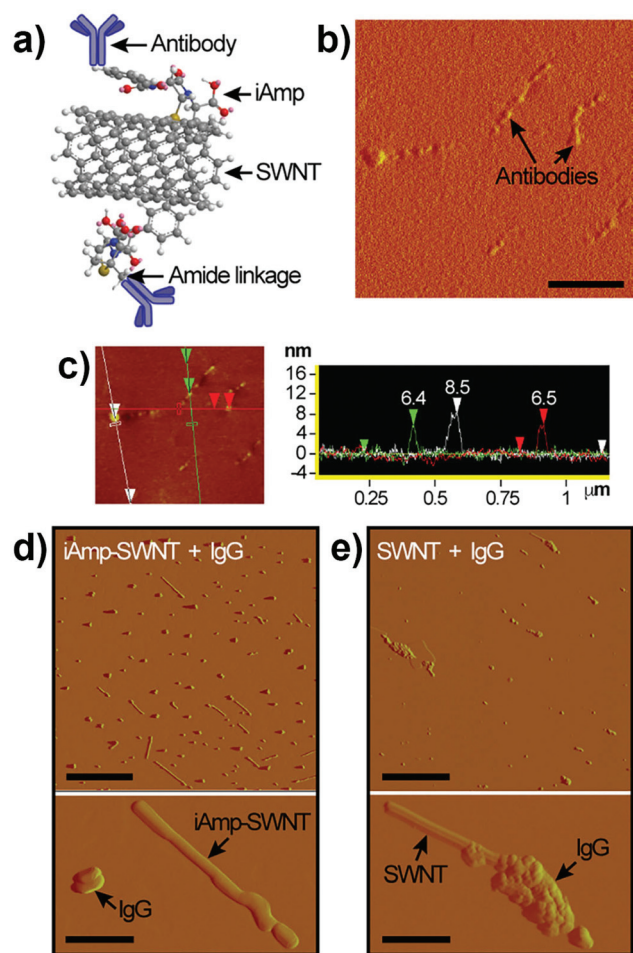 a)
Antibody
iAmp
SWNT
Amide linkage
b)
Antibodies
c)
nm
16
12
8
4
0
-4
6.4
8.5
6.5
0.25
0.5
0.75
1
μm
d)
iAmp-SWNT + IgG
iAmp-SWNT
IgG
e)
SWNT + IgG
SWNT
IgG